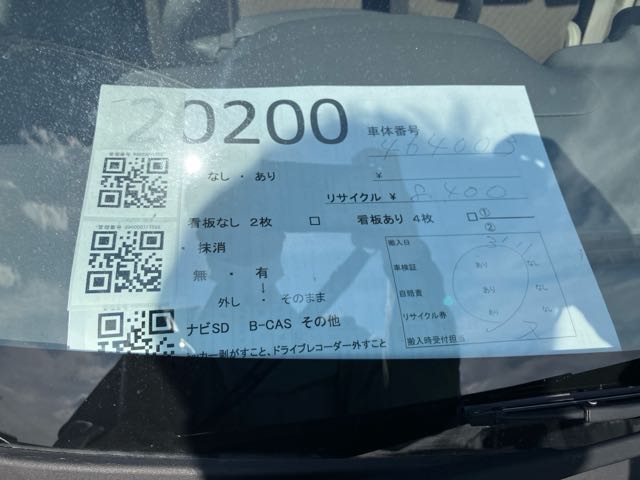 20200
車体番号
464003
なし ・ あり
￥
リサイクル ￥ 8,400
看板なし 2枚 □ 看板あり 4枚 □①
②
抹消
無 ・ 有
↓
外し ・ そのまま
ナビSD B-CAS その他
ッカー剥がすこと、ドライブレコーダー外すこと
搬入日
車検証 あり なし
自賠責 あり なし
リサイクル券 なし
搬入時受付担当